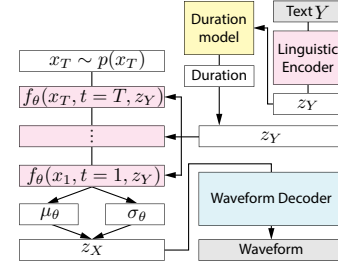 Text Y
Linguistic
Encoder
z_Y
Duration
model
Duration
z_Y
x_T ∼ p(x_T)
f_θ(x_T, t = T, z_Y)
⋮
f_θ(x_1, t = 1, z_Y)
μ_θ
σ_θ
z_X
Waveform Decoder
Waveform